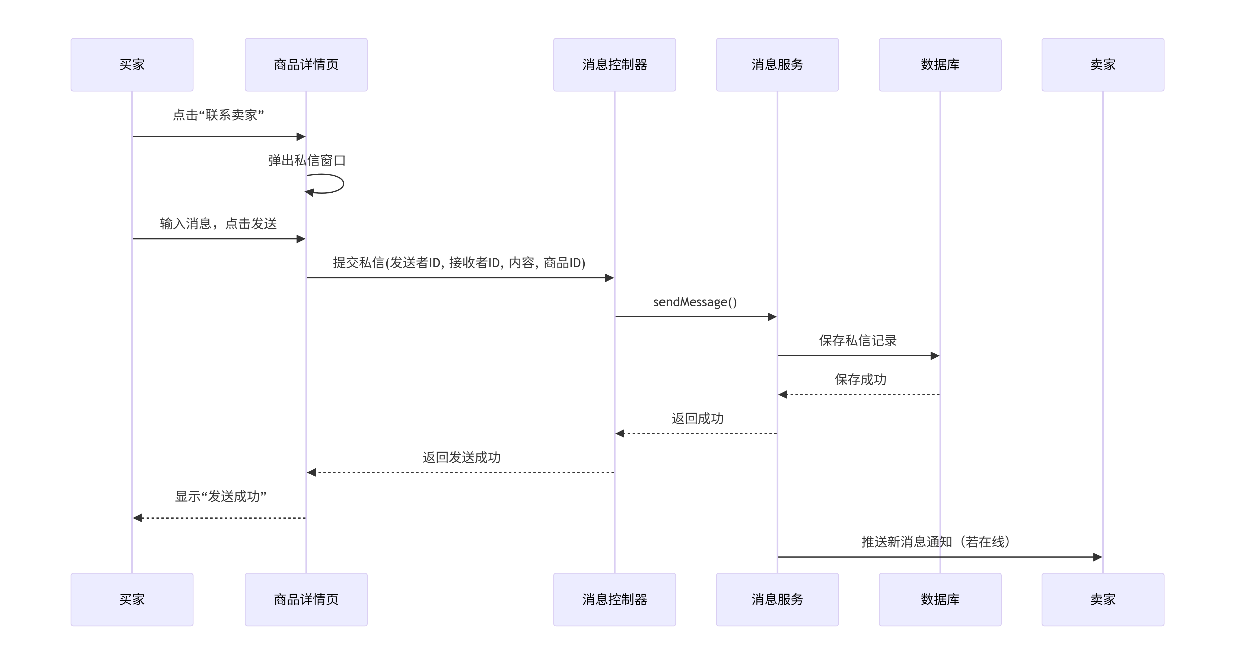 买家
商品详情页
消息控制器
消息服务
数据库
卖家
点击“联系卖家”
弹出私信窗口
输入消息，点击发送
提交私信(发送者ID, 接收者ID, 内容, 商品ID)
sendMessage()
保存私信记录
保存成功
返回成功
返回发送成功
显示“发送成功”
推送新消息通知（若在线）
买家
商品详情页
消息控制器
消息服务
数据库
卖家